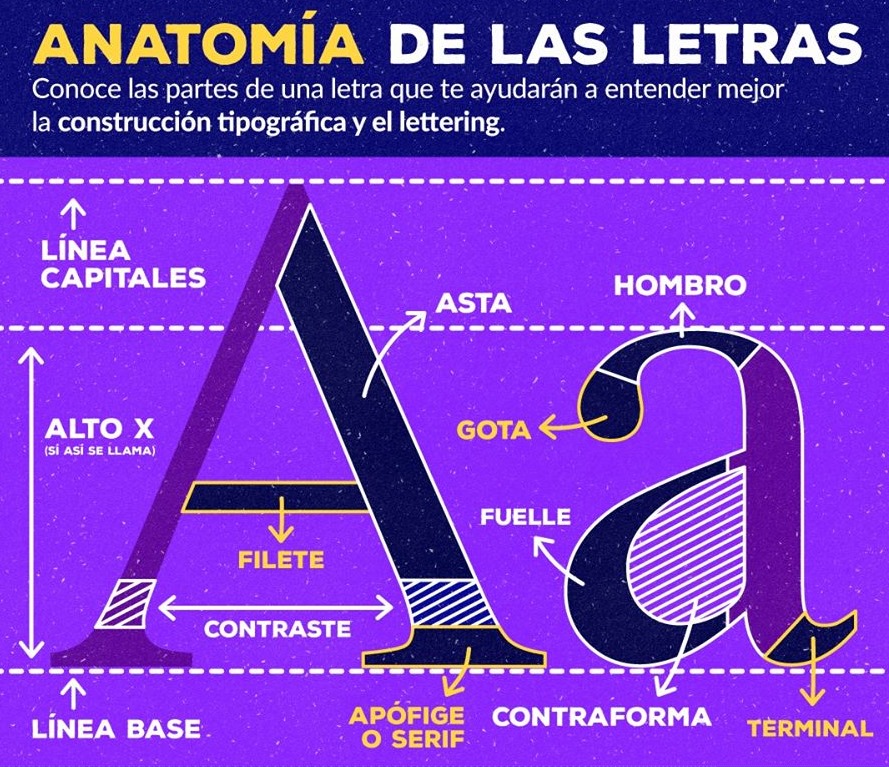 ANATOMÍA DE LAS LETRAS
Conoce las partes de una letra que te ayudarán a entender mejor
la construcción tipográfica y el lettering.
LÍNEA
CAPITALES
HOMBRO
ASTA
ALTO X
(SÍ ASÍ SE LLAMA)
GOTA
FUELLE
FILETE
CONTRASTE
LÍNEA BASE
APÓFIGE
O SERIF
CONTRAFORMA
TERMINAL
A a